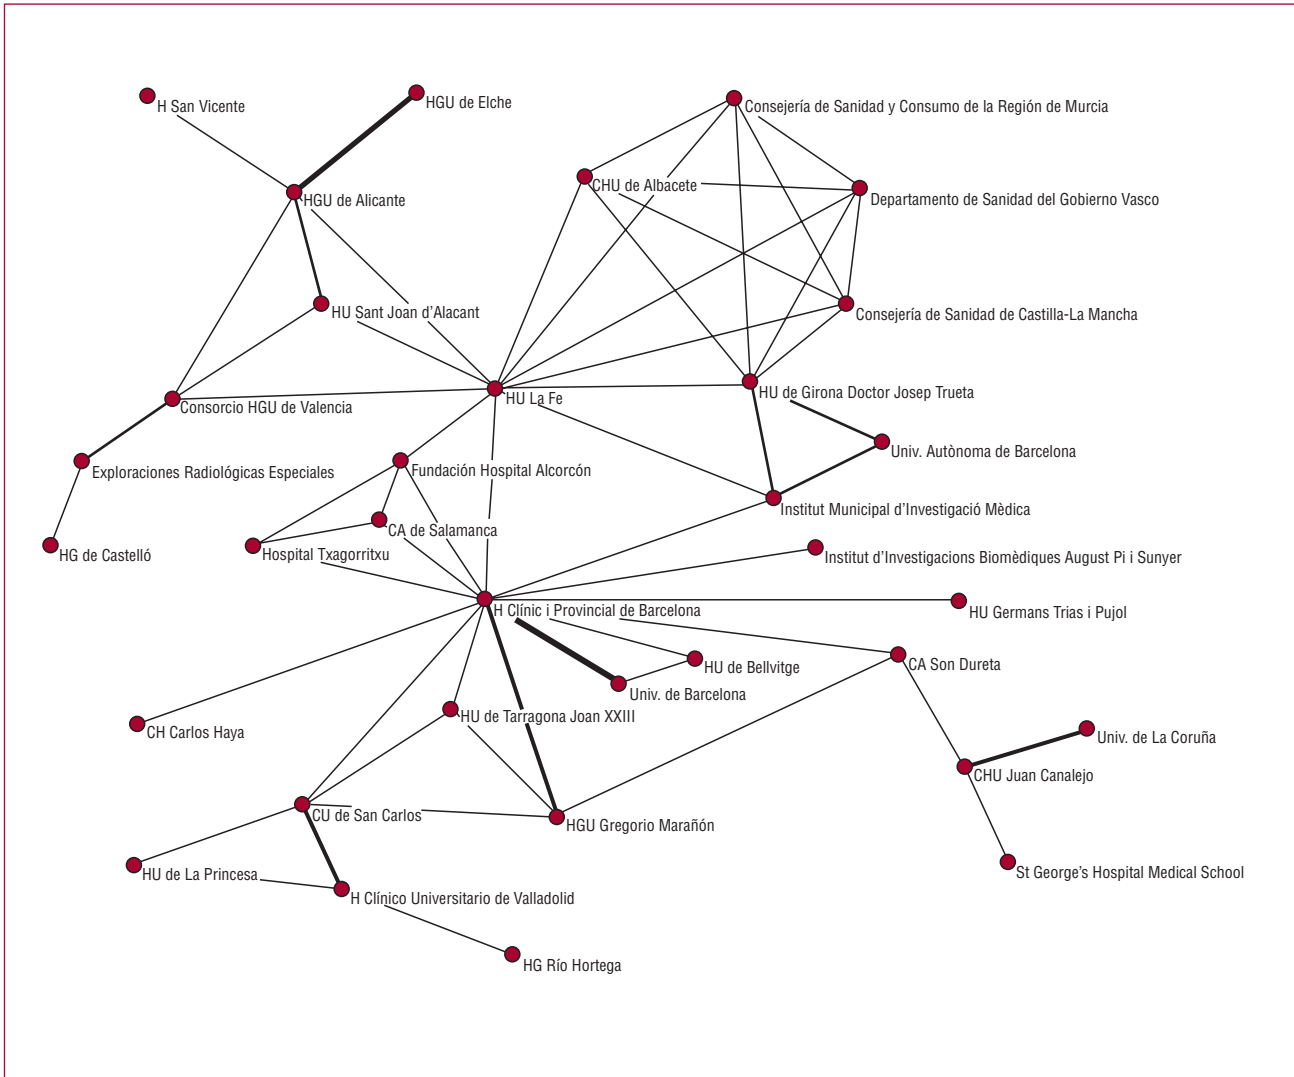 H San Vicente
HGU de Elche
Consejería de Sanidad y Consumo de la Región de Murcia
CHU de Albacete
HGU de Alicante
Departamento de Sanidad del Gobierno Vasco
HU Sant Joan d’Alacant
Consejería de Sanidad de Castilla-La Mancha
HU La Fe
HU de Girona Doctor Josep Trueta
Consorcio HGU de Valencia
Univ. Autònoma de Barcelona
Exploraciones Radiológicas Especiales
Fundación Hospital Alcorcón
Institut Municipal d’Investigació Mèdica
CA de Salamanca
HG de Castelló
Hospital Txagorritxu
Institut d’Investigacions Biomèdiques August Pi i Sunyer
H Clínic i Provincial de Barcelona
HU Germans Trias i Pujol
HU de Bellvitge
CA Son Dureta
Univ. de Barcelona
HU de Tarragona Joan XXIII
CH Carlos Haya
Univ. de La Coruña
CHU Juan Canalejo
CU de San Carlos
HGU Gregorio Marañón
HU de La Princesa
St George’s Hospital Medical School
H Clínico Universitario de Valladolid
HG Río Hortega